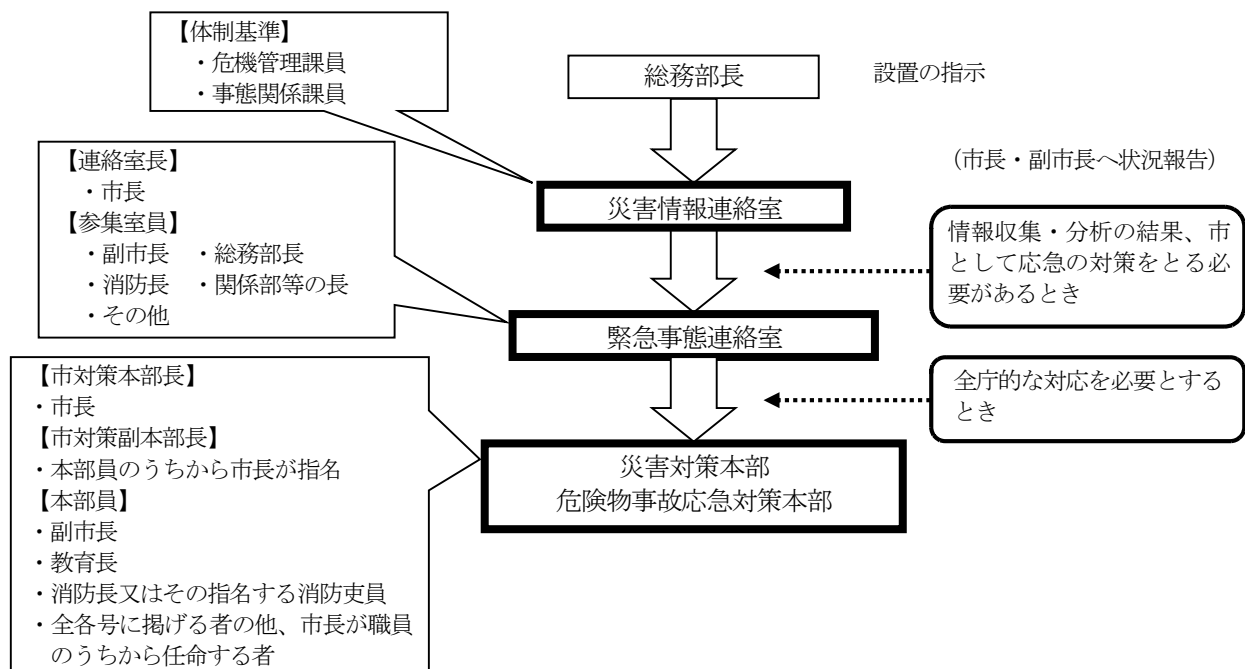 【体制基準】
・危機管理課員
・事態関係課員
総務部長
設置の指示
【連絡室長】
・市長
【参集室員】
・副市長 ・総務部長
・消防長 ・関係部等の長
・その他
(市長・副市長へ状況報告)
災害情報連絡室
情報収集・分析の結果、市
として応急の対策をとる必
要があるとき
緊急事態連絡室
【市対策本部長】
・市長
【市対策副本部長】
・本部員のうちから市長が指名
【本部員】
・副市長
・教育長
・消防長又はその指名する消防吏員
・全各号に掲げる者の他、市長が職員
のうちから任命する者
全庁的な対応を必要とする
とき
災害対策本部
危険物事故応急対策本部